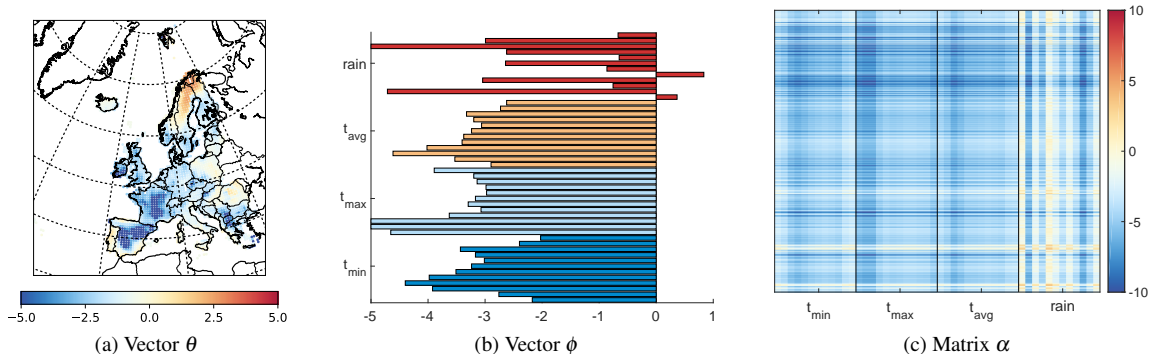 −5.0 −2.5 0.0 2.5 5.0
(a) Vector θ
rain
t_avg
t_max
t_min
-5 -4 -3 -2 -1 0 1
(b) Vector ϕ
10
5
0
-5
-10
t_min t_max t_avg rain
(c) Matrix α